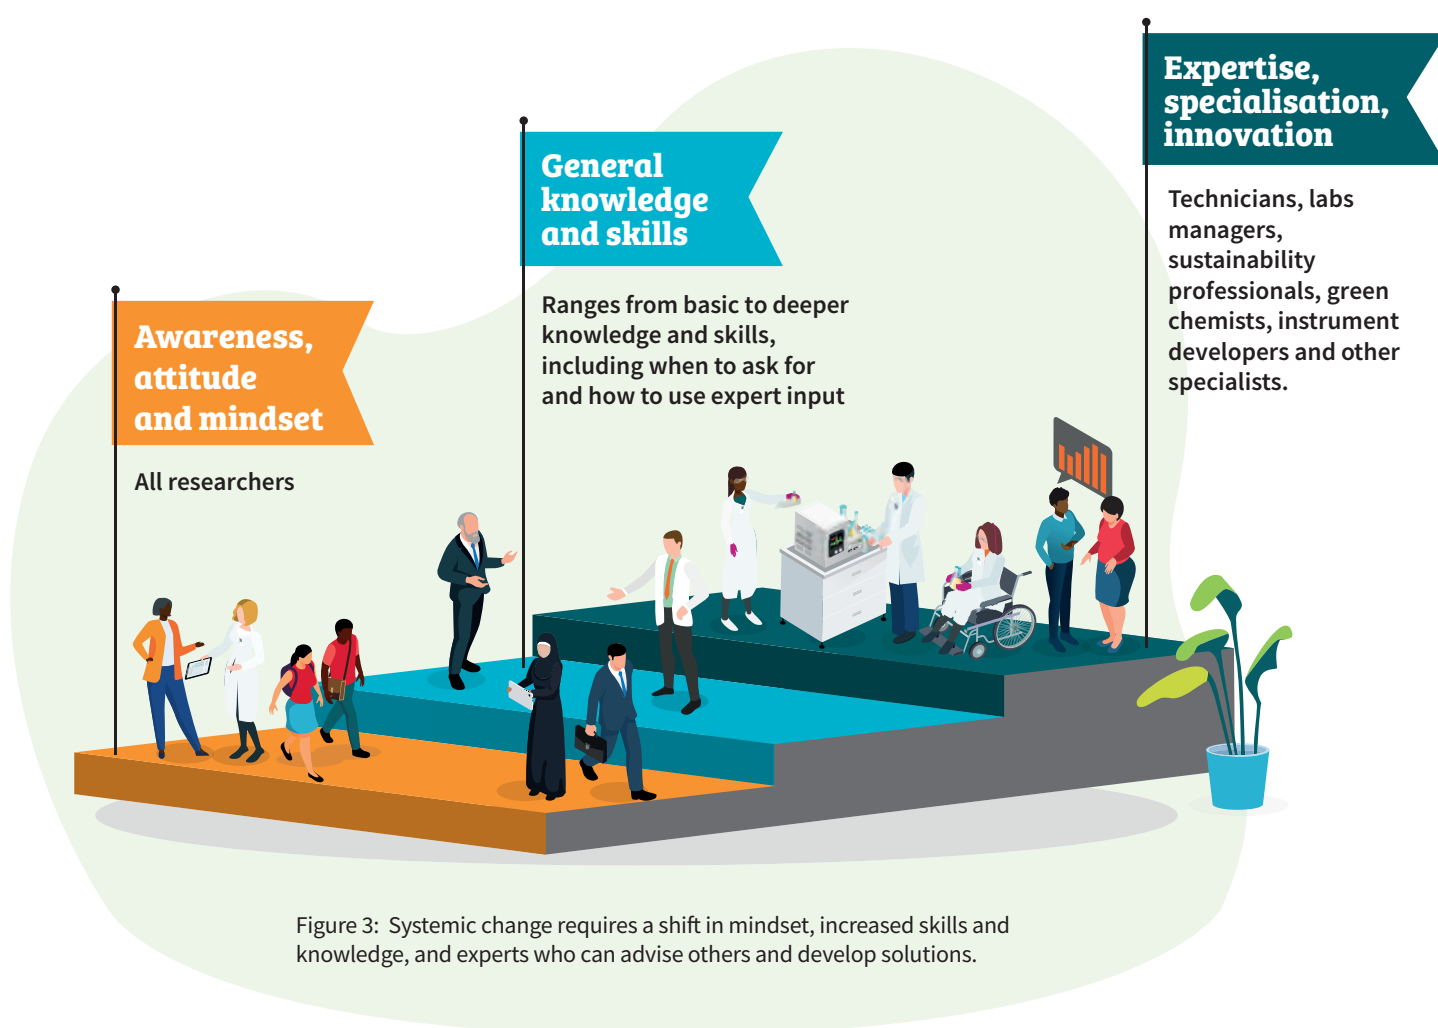 Awareness,
attitude
and mindset
All researchers
General
knowledge
and skills
Ranges from basic to deeper
knowledge and skills,
including when to ask for
and how to use expert input
Expertise,
specialisation,
innovation
Technicians, labs
managers,
sustainability
professionals, green
chemists, instrument
developers and other
specialists.
Figure 3: Systemic change requires a shift in mindset, increased skills and
knowledge, and experts who can advise others and develop solutions.